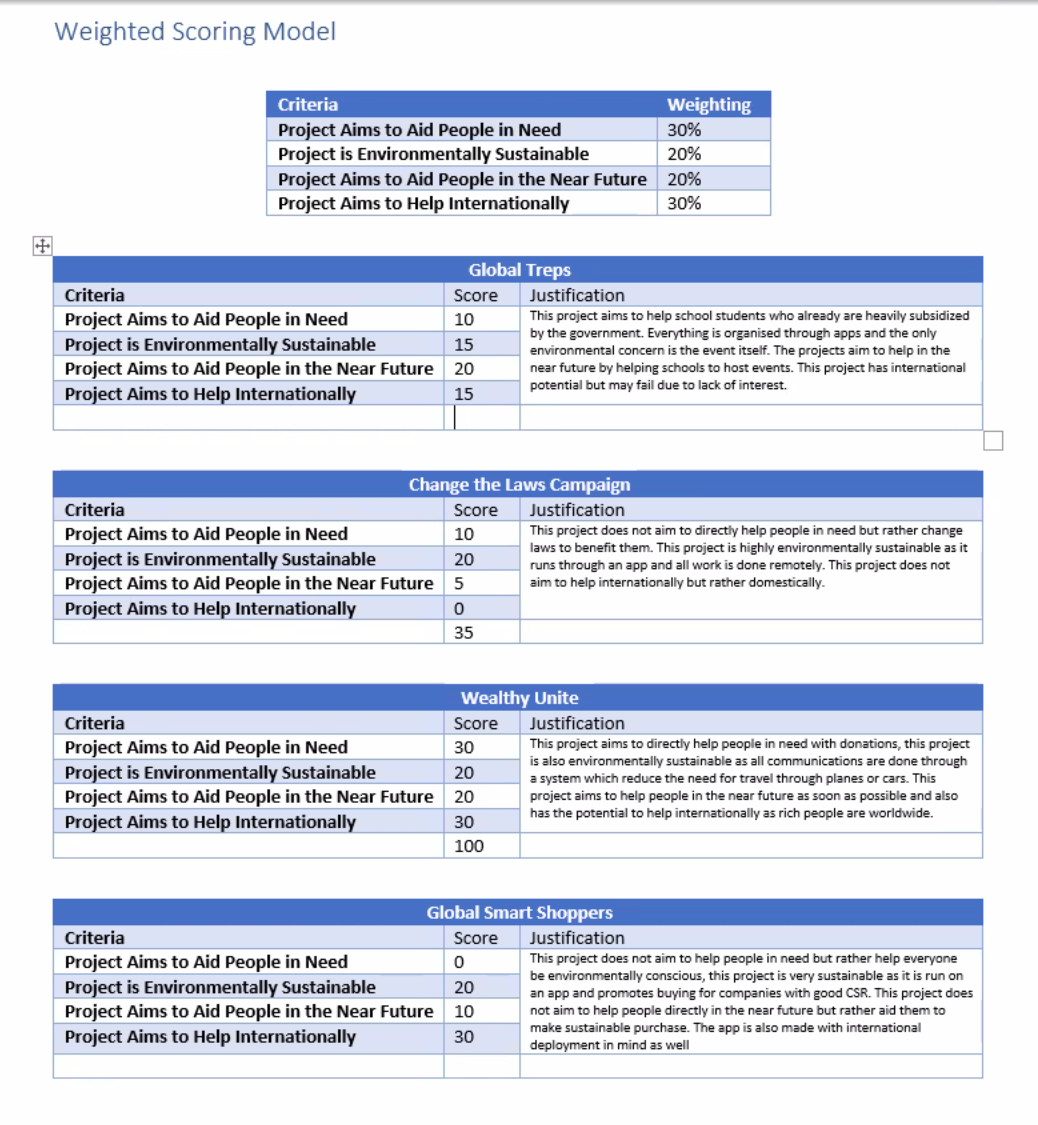 Weighted Scoring Model
Criteria Weighting
Project Aims to Aid People in Need 30%
Project is Environmentally Sustainable 20%
Project Aims to Aid People in the Near Future 20%
Project Aims to Help Internationally 30%
Global Treps
Criteria Score Justification
Project Aims to Aid People in Need 10
Project is Environmentally Sustainable 15
Project Aims to Aid People in the Near Future 20
Project Aims to Help Internationally 15
This project aims to help school students who already are heavily subsidized
by the government. Everything is organised through apps and the only
environmental concern is the event itself. The projects aim to help in the
near future by helping schools to host events. This project has international
potential but may fail due to lack of interest.
Change the Laws Campaign
Criteria Score Justification
Project Aims to Aid People in Need 10
Project is Environmentally Sustainable 20
Project Aims to Aid People in the Near Future 5
Project Aims to Help Internationally 0
This project does not aim to directly help people in need but rather change
laws to benefit them. This project is highly environmentally sustainable as it
runs through an app and all work is done remotely. This project does not
aim to help internationally but rather domestically.
35
Wealthy Unite
Criteria Score Justification
Project Aims to Aid People in Need 30
Project is Environmentally Sustainable 20
Project Aims to Aid People in the Near Future 20
Project Aims to Help Internationally 30
This project aims to directly help people in need with donations, this project
is also environmentally sustainable as all communications are done through
a system which reduce the need for travel through planes or cars. This
project aims to help people in the near future as soon as possible and also
has the potential to help internationally as rich people are worldwide.
100
Global Smart Shoppers
Criteria Score Justification
Project Aims to Aid People in Need 0
Project is Environmentally Sustainable 20
Project Aims to Aid People in the Near Future 10
Project Aims to Help Internationally 30
This project does not aim to help people in need but rather help everyone
be environmentally conscious, this project is very sustainable as it is run on
an app and promotes buying for companies with good CSR. This project does
not aim to help people directly in the near future but rather aid them to
make sustainable purchase. The app is also made with international
deployment in mind as well